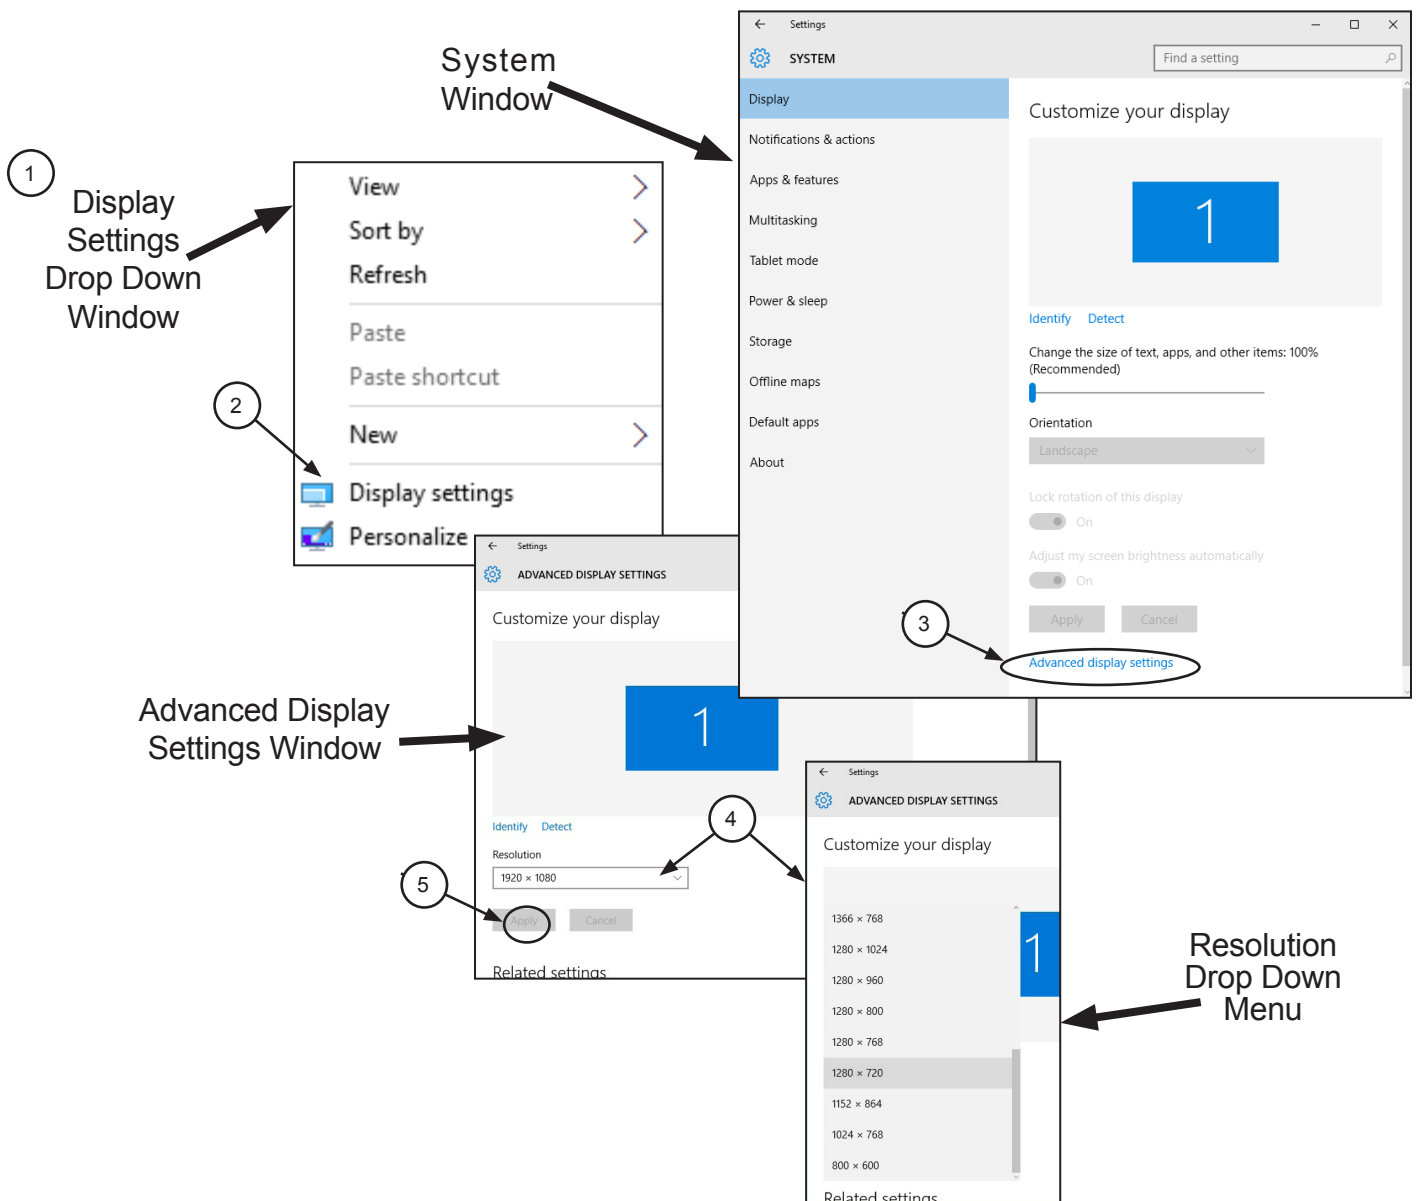 1
Display
Settings
Drop Down
Window
View
Sort by
Refresh
Paste
Paste shortcut
New
2
Display settings
Personalize
System
Window
Settings
SYSTEM
Find a setting
Display
Notifications & actions
Apps & features
Multitasking
Tablet mode
Power & sleep
Storage
Offline maps
Default apps
About
Customize your display
1
Identify Detect
Change the size of text, apps, and other items: 100%
(Recommended)
Orientation
Landscape
Lock rotation of this display
On
Adjust my screen brightness automatically
On
Apply Cancel
3
Advanced display settings
Advanced Display
Settings Window
Settings
ADVANCED DISPLAY SETTINGS
Customize your display
1
Identify Detect
Resolution
1920 × 1080
4
5
Apply Cancel
Related settings
Settings
ADVANCED DISPLAY SETTINGS
Customize your display
1
1366 × 768
1280 × 1024
1280 × 960
1280 × 800
1280 × 768
1280 × 720
1152 × 864
1024 × 768
800 × 600
Related settings
Resolution
Drop Down
Menu